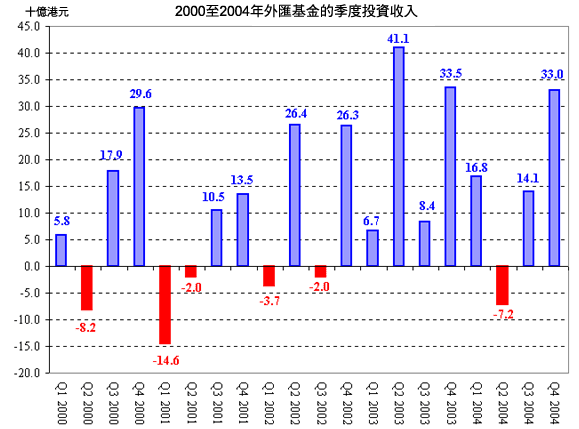 十億港元
2000至2004年外匯基金的季度投資收入
45.0
40.0
35.0
30.0
25.0
20.0
15.0
10.0
5.0
0.0
-5.0
-10.0
-15.0
-20.0
5.8
-8.2
17.9
29.6
-14.6
-2.0
10.5
13.5
-3.7
26.4
-2.0
26.3
6.7
41.1
8.4
33.5
16.8
-7.2
14.1
33.0
Q1 2000
Q2 2000
Q3 2000
Q4 2000
Q1 2001
Q2 2001
Q3 2001
Q4 2001
Q1 2002
Q2 2002
Q3 2002
Q4 2002
Q1 2003
Q2 2003
Q3 2003
Q4 2003
Q1 2004
Q2 2004
Q3 2004
Q4 2004